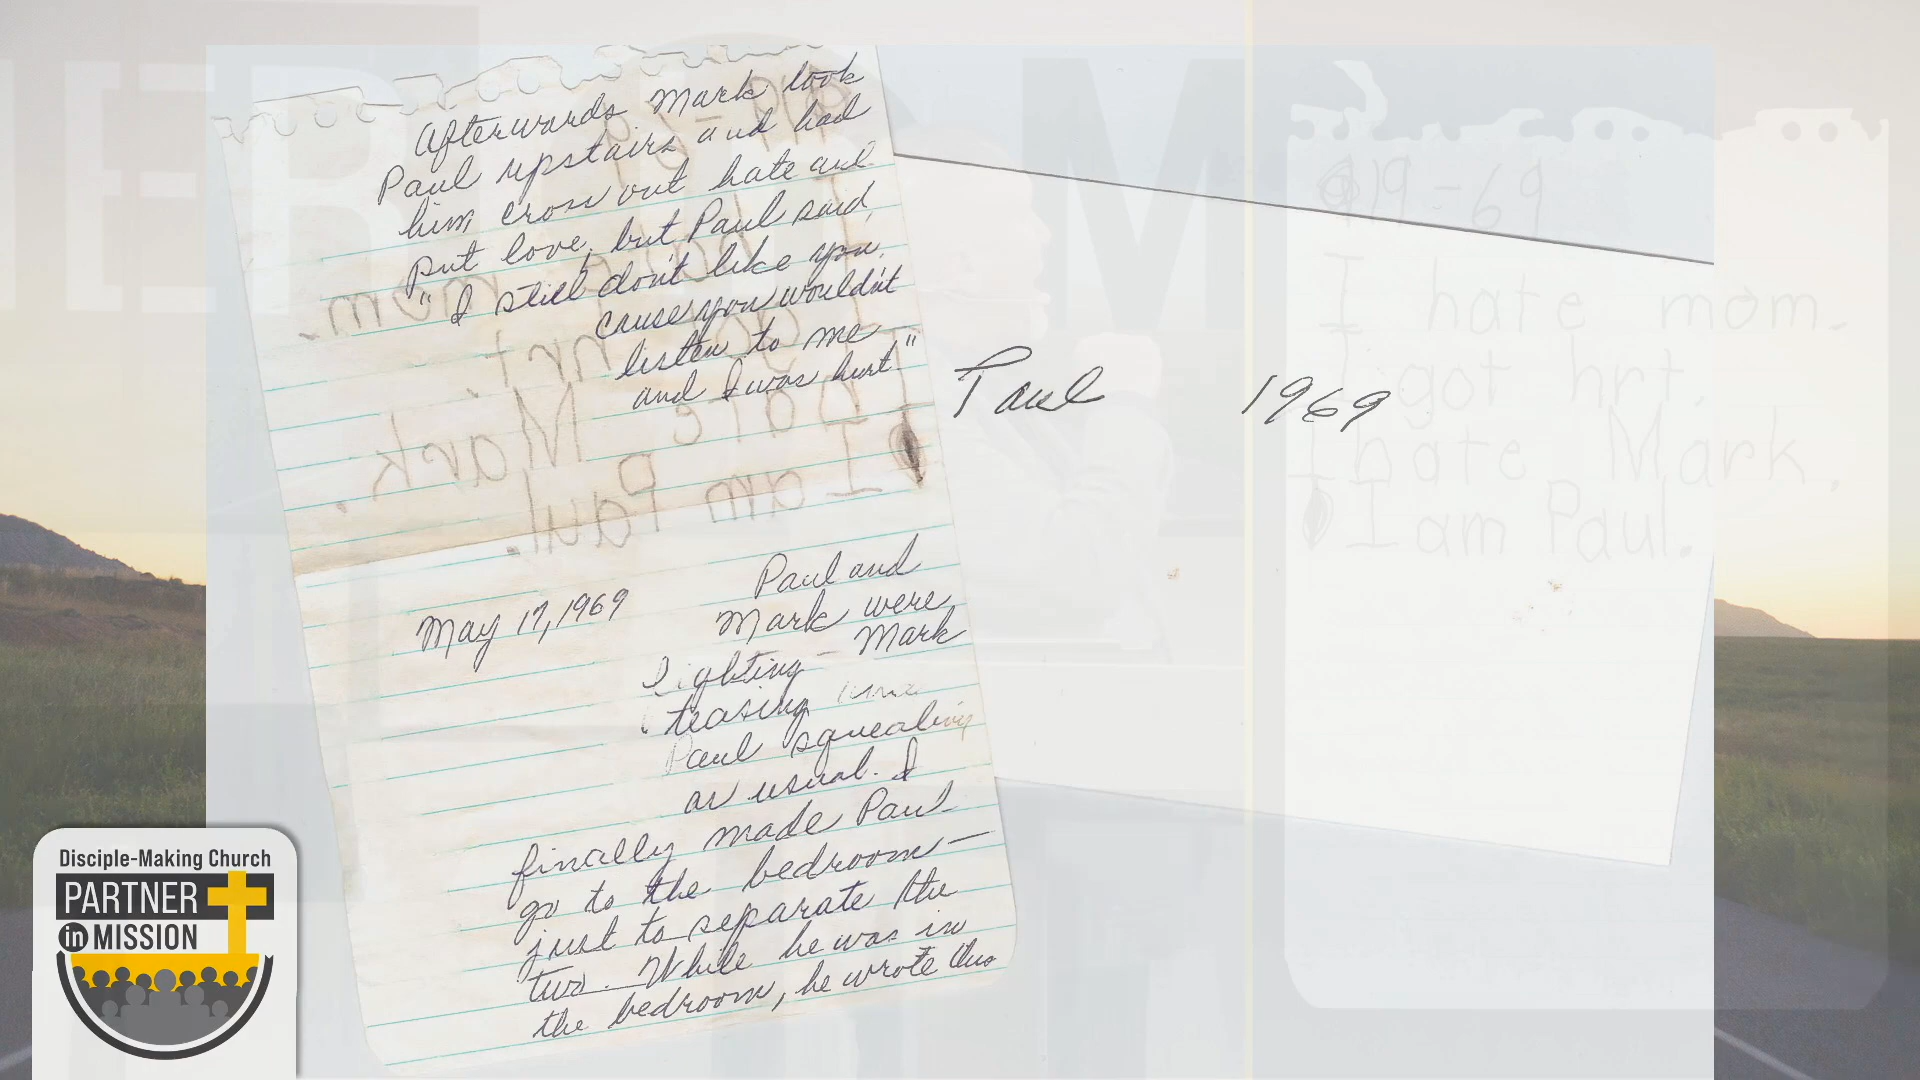 Afterwards Mark took
Paul upstairs and had
him cross out hate and
put love, but Paul said,
"I still don't like you,
cause you wouldn't
listen to me
and I was hurt."
May 17, 1969
Paul and
Mark were
fighting – Mark
teasing
Paul squealing
as usual. I
finally made Paul
go to the bedroom –
just to separate the
two. While he was in
the bedroom, he wrote this
Paul 1969
19-69
I hate mom.
I got hrt.
I hate Mark.
I am Paul.
Disciple-Making Church
PARTNER
in MISSION